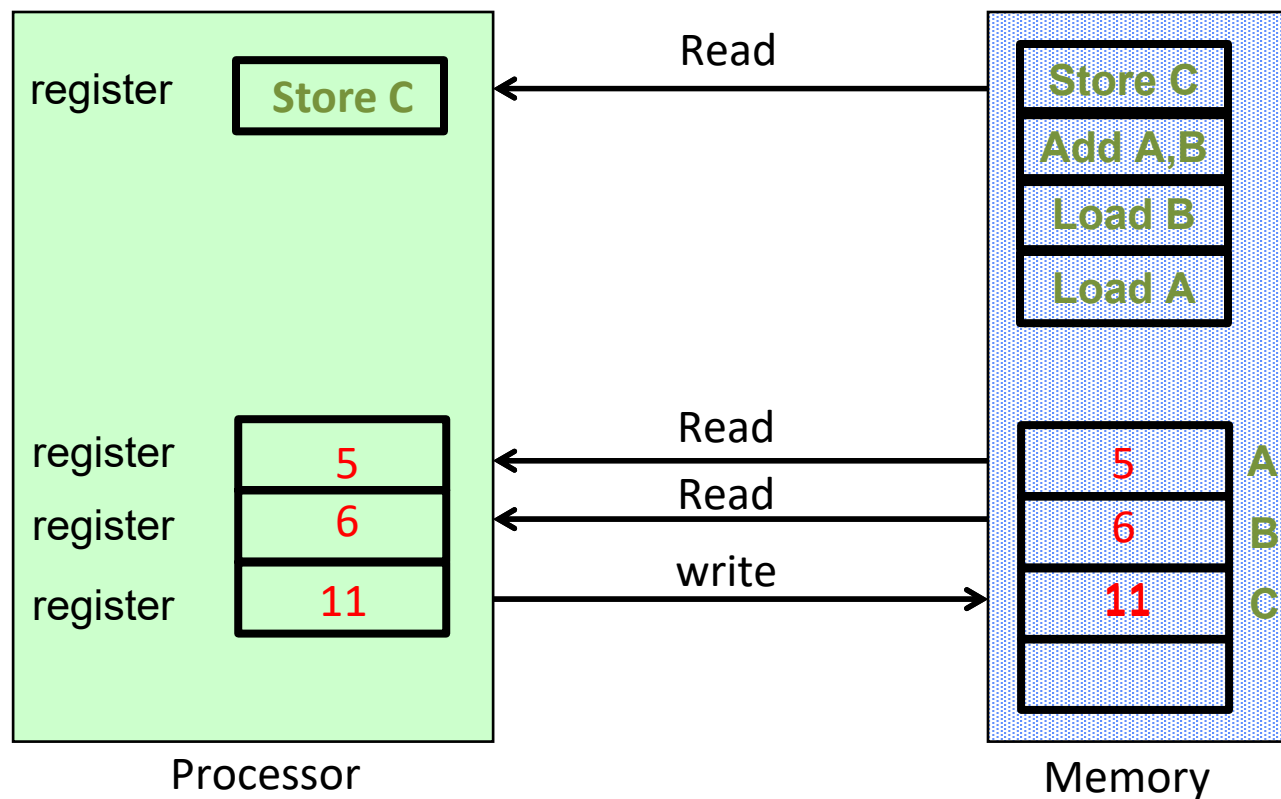 Read
register
Store C
Store C
Add A,B
Load B
Load A
Read
register
5
5
A
Read
register
6
6
B
write
register
11
11
C
Processor
Memory